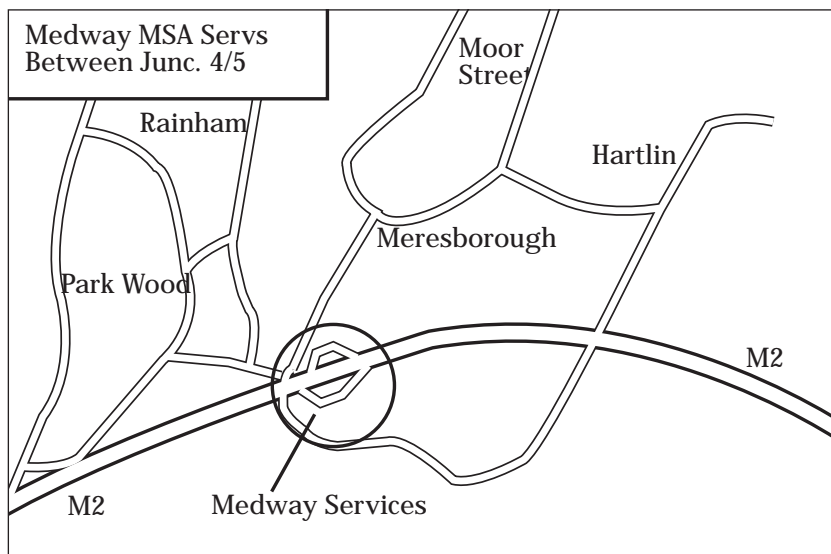 Medway MSA Servs
Between Junc. 4/5
Moor
Street
Rainham
Hartlin
Meresborough
Park Wood
M2
M2
Medway Services